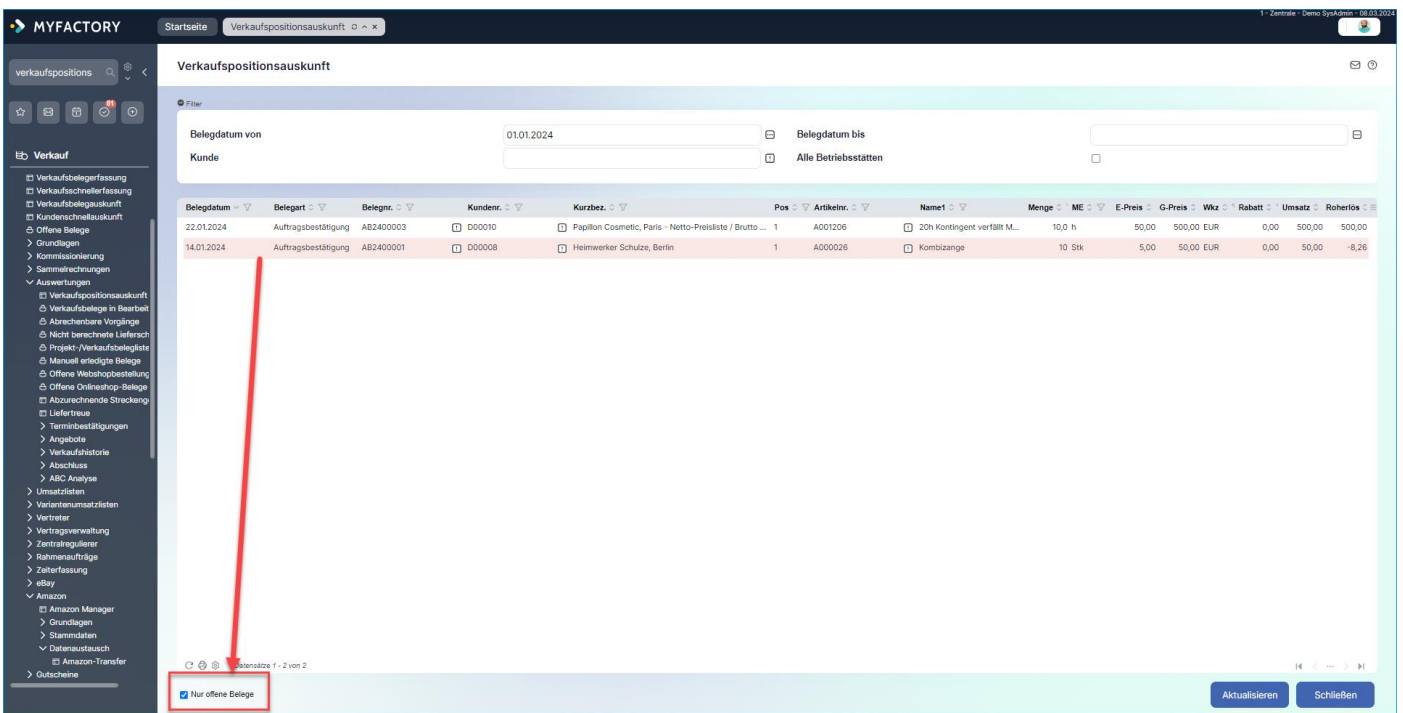 1 - Zentrale - Demo SysAdmin - 08.03.2024
MYFACTORY
Startseite
Verkaufspositionsauskunft
verkaufspositions
81
Verkauf
Verkaufsbelegerfassung
Verkaufsschnellerfassung
Verkaufsbelegauskunft
Kundenschnellauskunft
Offene Belege
Grundlagen
Kommissionierung
Sammelrechnungen
Auswertungen
Verkaufspositionsauskunft
Verkaufsbelege in Bearbeit
Abrechenbare Vorgänge
Nicht berechnete Liefersch
Projekt-/Verkaufsbelegliste
Manuell erledigte Belege
Offene Webshopbestellung
Offene Onlineshop-Belege
Abzurechnende Streckeng
Liefertreue
Terminbestätigungen
Angebote
Verkaufshistorie
Abschluss
ABC Analyse
Umsatzlisten
Variantenumsatzlisten
Vertreter
Vertragsverwaltung
Zentralregulierer
Rahmenaufträge
Zeiterfassung
eBay
Amazon
Amazon Manager
Grundlagen
Stammdaten
Datenaustausch
Amazon-Transfer
Gutscheine
Verkaufspositionsauskunft
Filter
Belegdatum von 01.01.2024 Belegdatum bis
Kunde Alle Betriebsstätten
Belegdatum Belegart Belegnr. Kundenr. Kurzbez. Pos Artikelnr. Name1 Menge ME E-Preis G-Preis Wkz Rabatt Umsatz Roherlös
22.01.2024 Auftragsbestätigung AB2400003 D00010 Papillon Cosmetic, Paris - Netto-Preisliste / Brutto ... 1 A001206 20h Kontingent verfällt M... 10,0 h 50,00 500,00 EUR 0,00 500,00 500,00
14.01.2024 Auftragsbestätigung AB2400001 D00008 Heimwerker Schulze, Berlin 1 A000026 Kombizange 10 Stk 5,00 50,00 EUR 0,00 50,00 -8,26
Datensätze 1 - 2 von 2
Nur offene Belege
Aktualisieren
Schließen